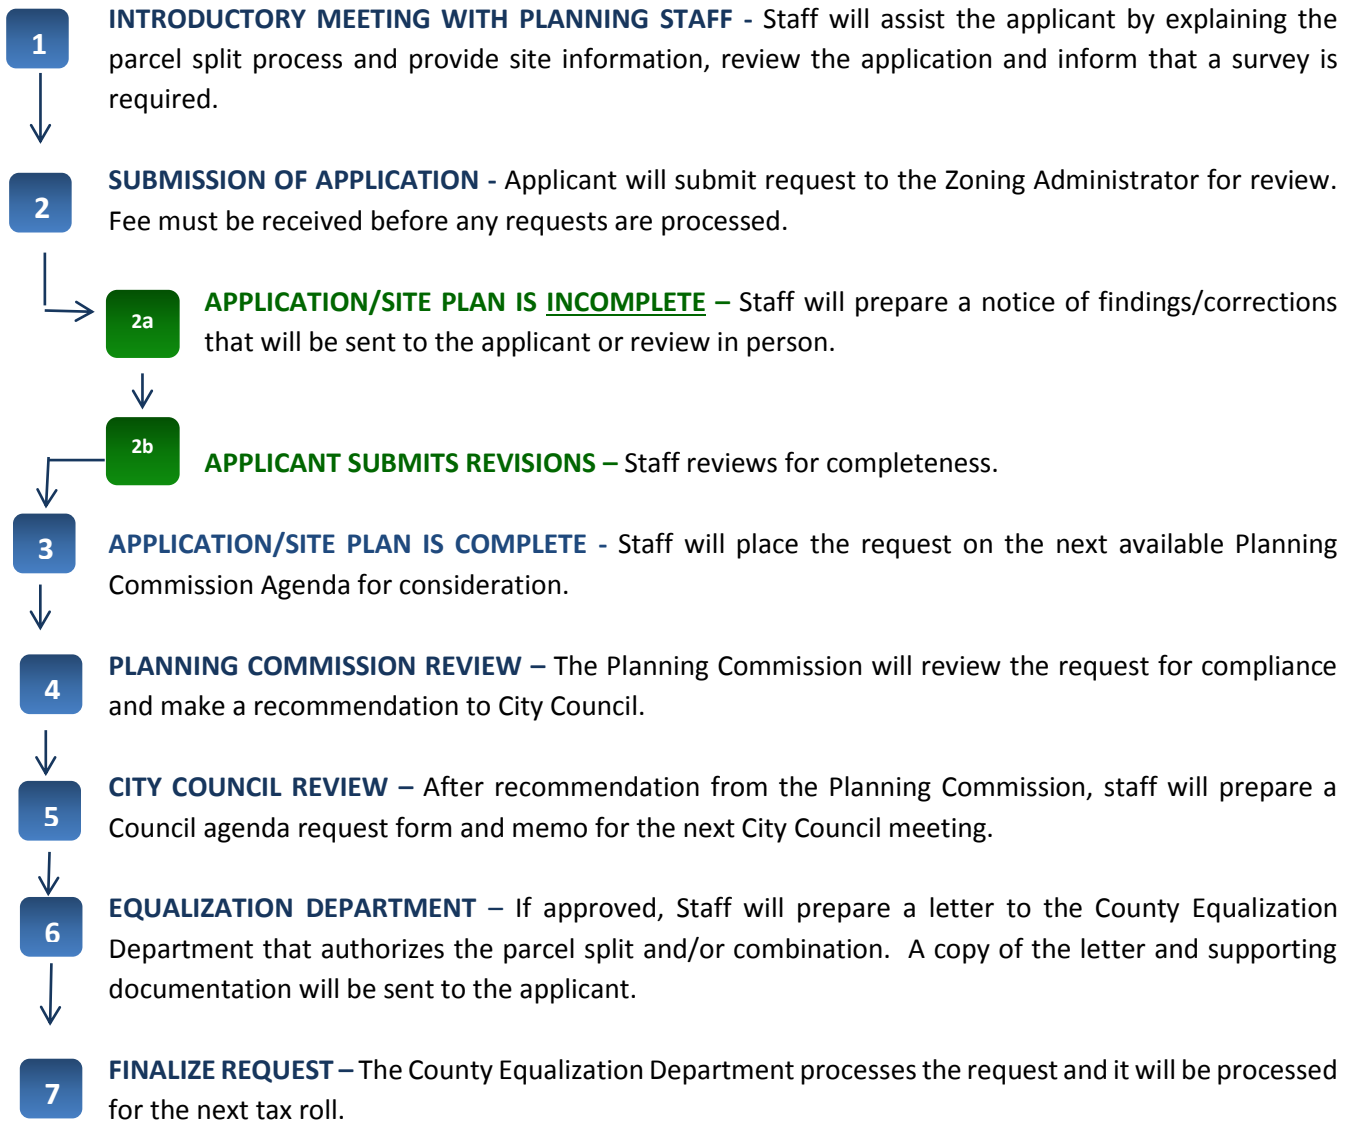 1
INTRODUCTORY MEETING WITH PLANNING STAFF - Staff will assist the applicant by explaining the
parcel split process and provide site information, review the application and inform that a survey is
required.
2
SUBMISSION OF APPLICATION - Applicant will submit request to the Zoning Administrator for review.
Fee must be received before any requests are processed.
2a
APPLICATION/SITE PLAN IS INCOMPLETE – Staff will prepare a notice of findings/corrections
that will be sent to the applicant or review in person.
2b
APPLICANT SUBMITS REVISIONS – Staff reviews for completeness.
3
APPLICATION/SITE PLAN IS COMPLETE - Staff will place the request on the next available Planning
Commission Agenda for consideration.
4
PLANNING COMMISSION REVIEW – The Planning Commission will review the request for compliance
and make a recommendation to City Council.
5
CITY COUNCIL REVIEW – After recommendation from the Planning Commission, staff will prepare a
Council agenda request form and memo for the next City Council meeting.
6
EQUALIZATION DEPARTMENT – If approved, Staff will prepare a letter to the County Equalization
Department that authorizes the parcel split and/or combination. A copy of the letter and supporting
documentation will be sent to the applicant.
7
FINALIZE REQUEST – The County Equalization Department processes the request and it will be processed
for the next tax roll.